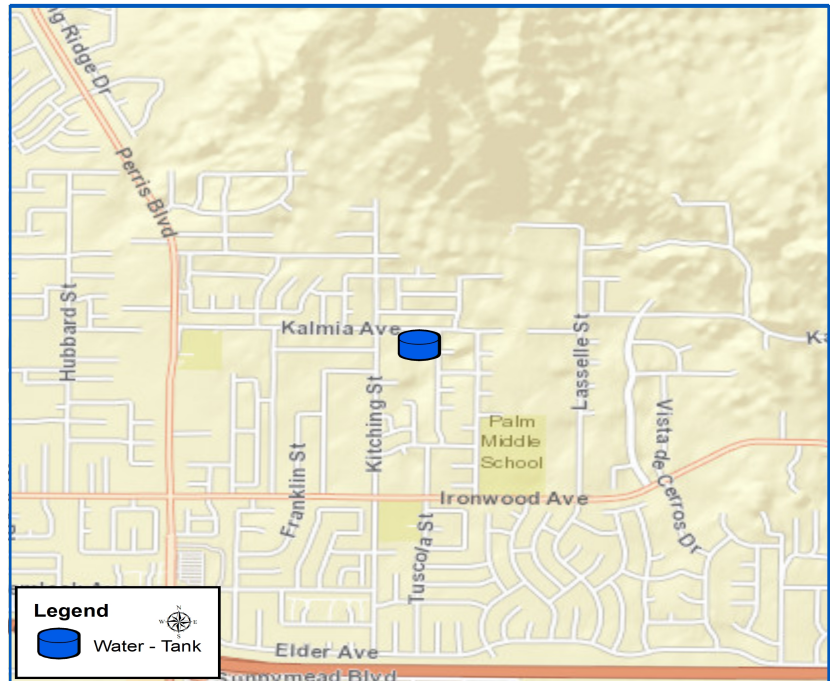 g Ridge Dr
Perris Blvd
Hubbard St
Kalmia Ave
Lasselle St
Ka
Kitching St
Palm
Middle
School
Vista de Cerros Dr
Franklin St
Ironwood Ave
Tuscola St
Legend
N
W
E
S
Water - Tank
Elder Ave
Sunnymead Blvd